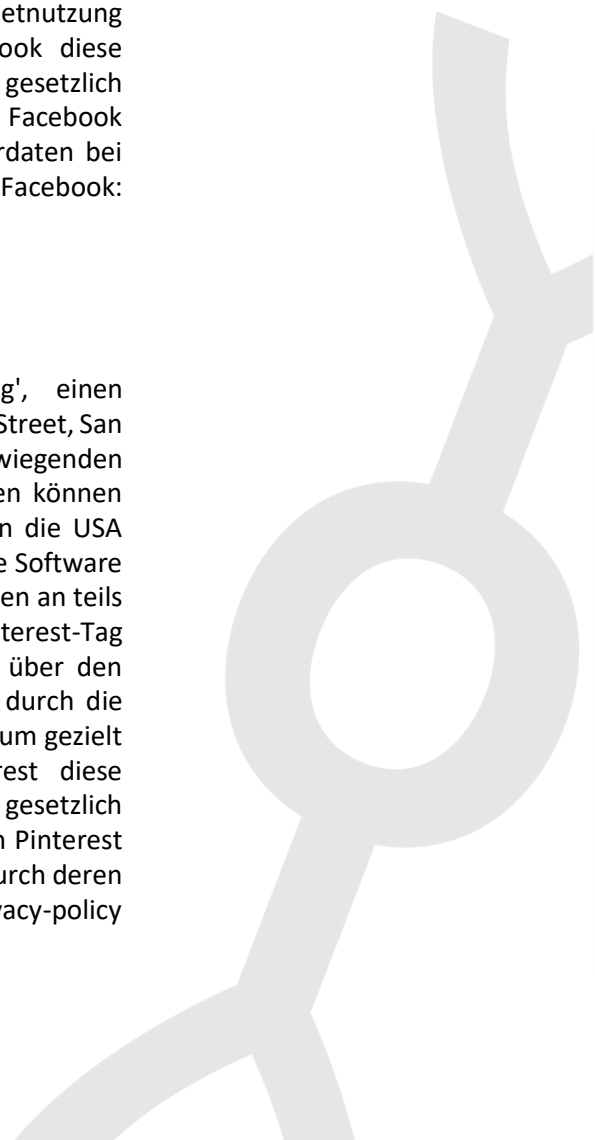 etnutzung
ook diese
gesetzlich
Facebook
rdaten bei
Facebook:
g', einen
Street, San
wiegenden
en können
n die USA
e Software
en an teils
terest-Tag
über den
durch die
um gezielt
rest diese
gesetzlich
n Pinterest
urch deren
vacy-policy